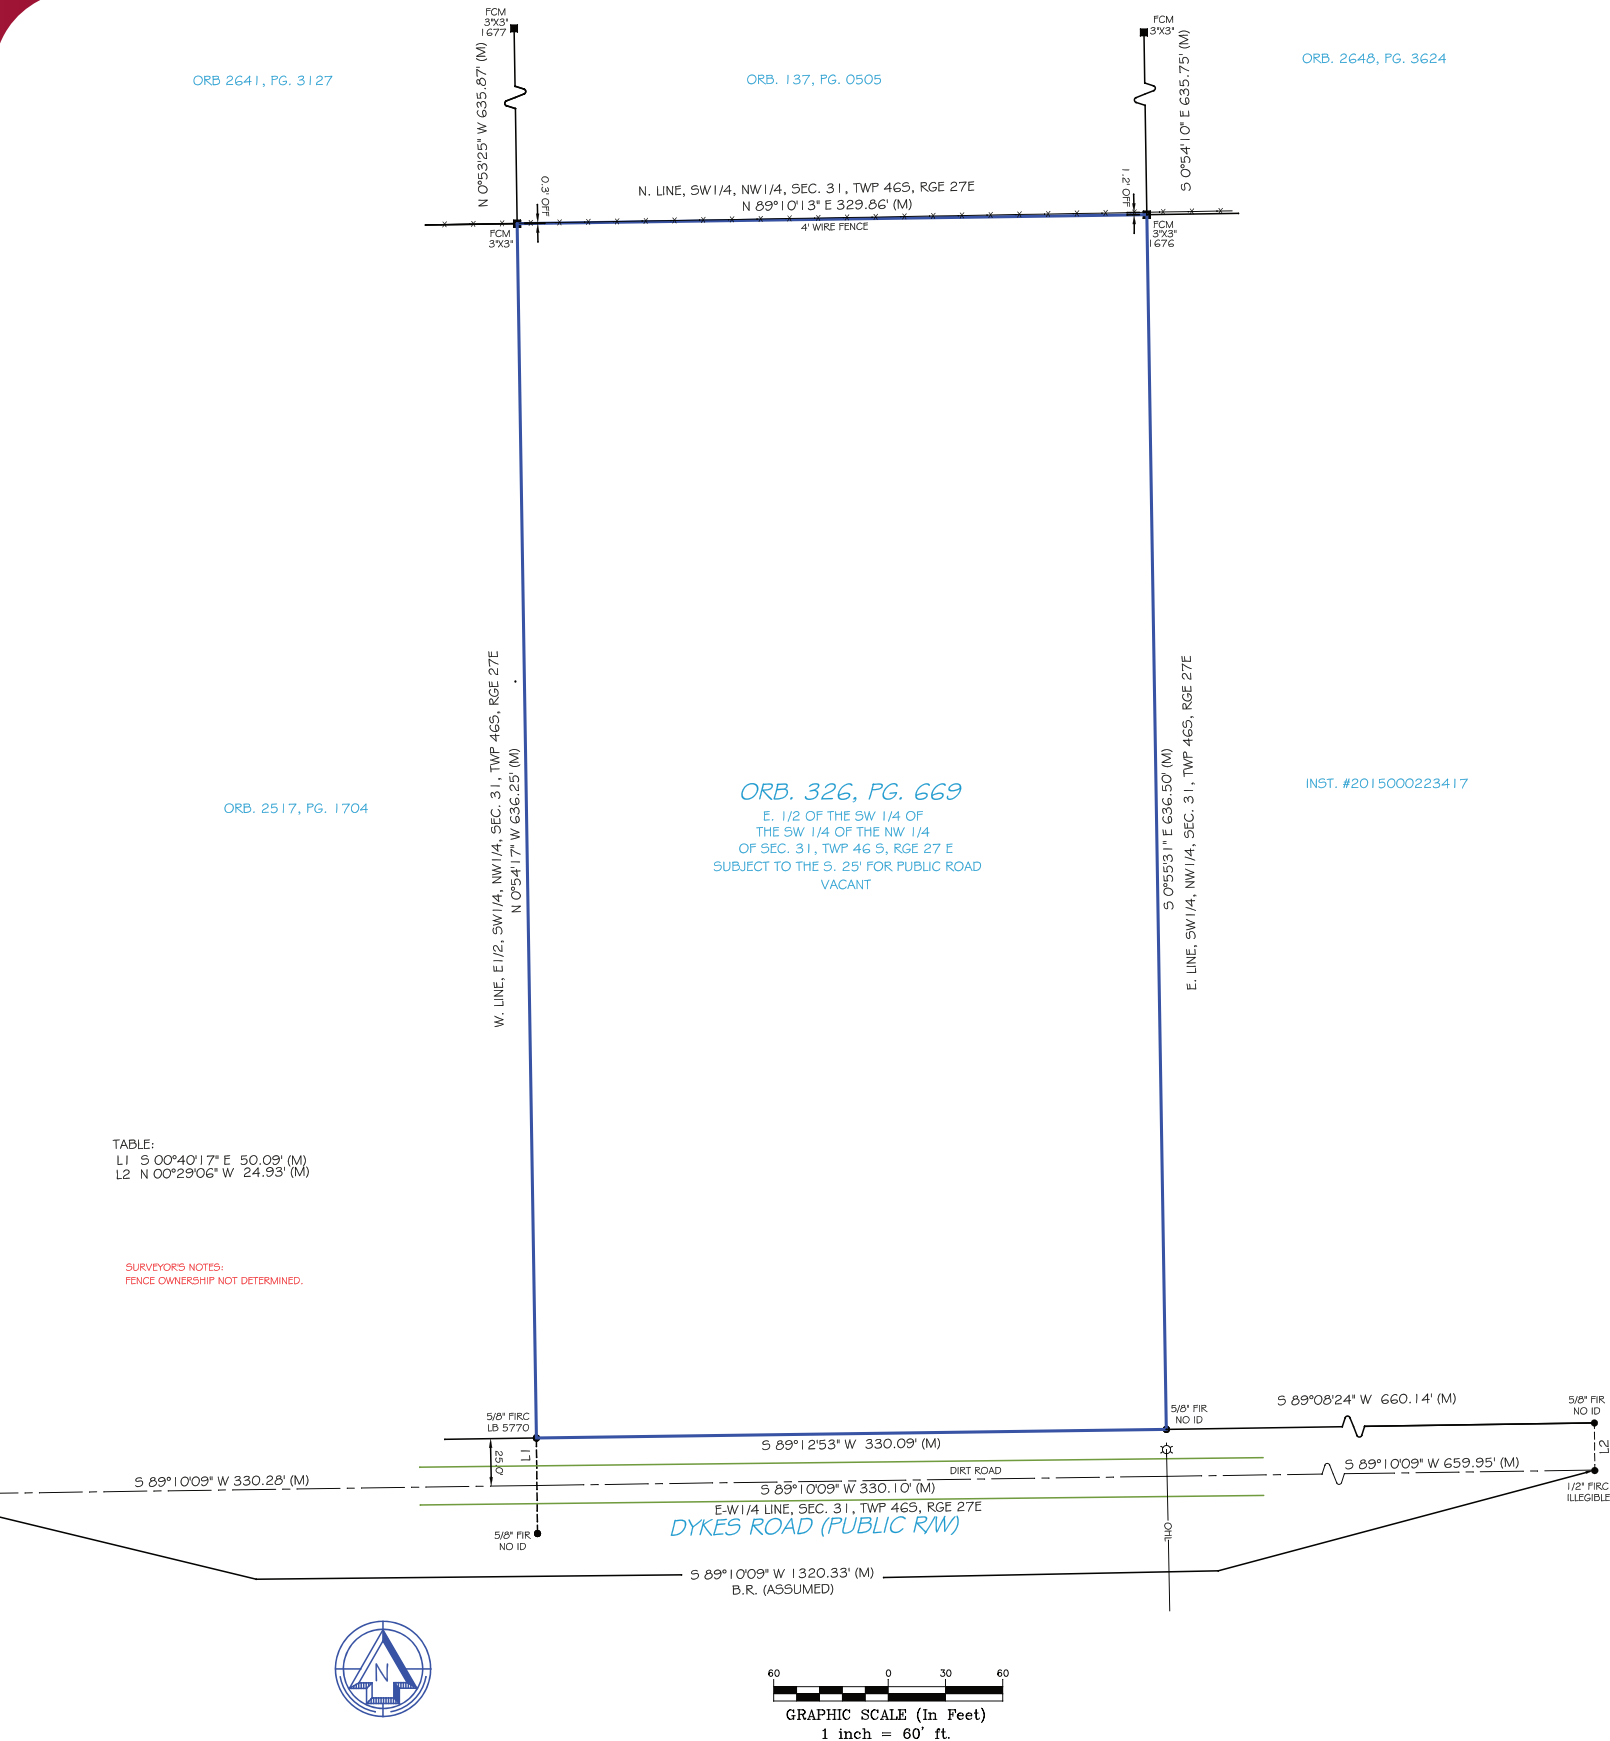 FCM
3"X3"
1677
FCM
3"X3"
ORB 2641, PG. 3127
ORB. 137, PG. 0505
ORB. 2648, PG. 3624
N 0°53'25" W 635.87' (M)
S 0°54'10" E 635.75' (M)
0.3' OFF
1.2' OFF
N. LINE, SW1/4, NW1/4, SEC. 31, TWP 46S, RGE 27E
N 89°10'13" E 329.86' (M)
4' WIRE FENCE
FCM
3"X3"
FCM
3"X3"
1676
W. LINE, E1/2, SW1/4, NW1/4, SEC. 31, TWP 46S, RGE 27E
N 0°54'17" W 636.25' (M)
S 0°55'31" E 636.50' (M)
E. LINE, SW1/4, NW1/4, SEC. 31, TWP 46S, RGE 27E
ORB. 2517, PG. 1704
ORB. 326, PG. 669
E. 1/2 OF THE SW 1/4 OF
THE SW 1/4 OF THE NW 1/4
OF SEC. 31, TWP 46 S, RGE 27 E
SUBJECT TO THE S. 25' FOR PUBLIC ROAD
VACANT
INST. #2015000223417
TABLE:
L1 S 00°40'17" E 50.09' (M)
L2 N 00°29'06" W 24.93' (M)
SURVEYOR'S NOTES:
FENCE OWNERSHIP NOT DETERMINED.
5/8" FIRC
LB 5770
5/8" FIR
NO ID
S 89°08'24" W 660.14' (M)
5/8" FIR
NO ID
S 89°12'53" W 330.09' (M)
25.0'
L1
L2
DIRT ROAD
S 89°10'09" W 659.95' (M)
S 89°10'09" W 330.28' (M)
S 89°10'09" W 330.10' (M)
1/2" FIRC
ILLEGIBLE
E-W1/4 LINE, SEC. 31, TWP 46S, RGE 27E
DYKES ROAD (PUBLIC R/W)
5/8" FIR
NO ID
OHL
S 89°10'09" W 1320.33' (M)
B.R. (ASSUMED)
N
60 0 30 60
GRAPHIC SCALE (In Feet)
1 inch = 60' ft.